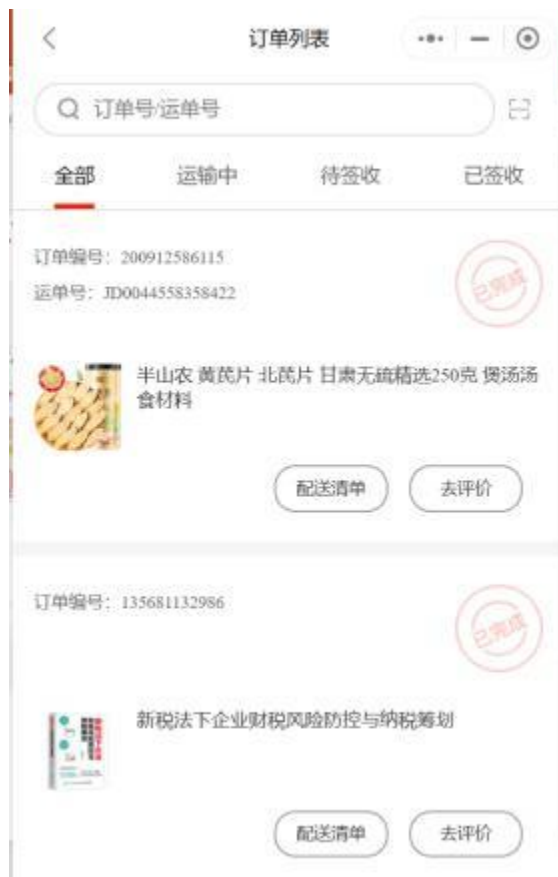 订单列表
订单号/运单号
全部 运输中 待签收 已签收
订单编号：200912586115
运单号：JD0044558358422
已完成
半山农 黄芪片 北芪片 甘肃无硫精选250克 煲汤汤
食材料
配送清单 去评价
订单编号：135681132986
已完成
新税法下企业财税风险防控与纳税筹划
配送清单 去评价